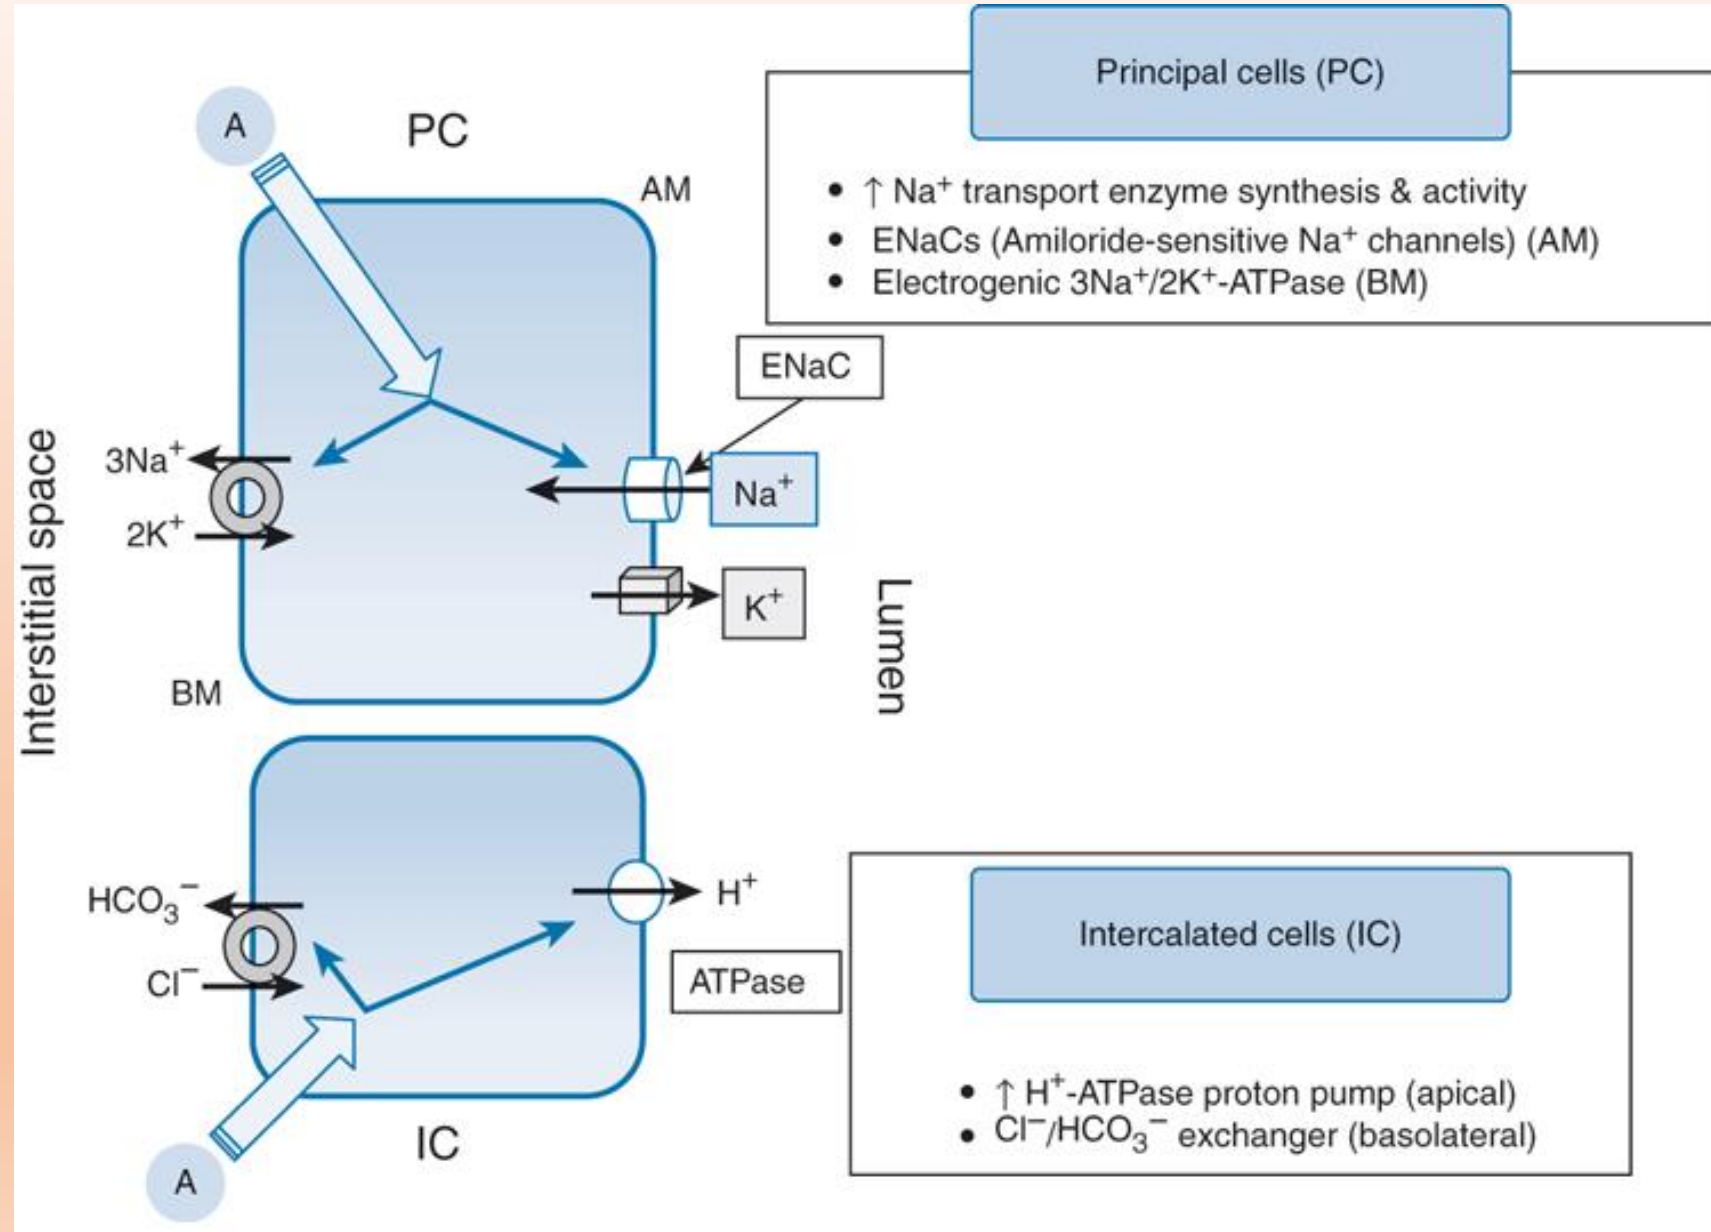 Principal cells (PC)
• ↑ Na⁺ transport enzyme synthesis & activity
• ENaCs (Amiloride-sensitive Na⁺ channels) (AM)
• Electrogenic 3Na⁺/2K⁺-ATPase (BM)
A
PC
AM
ENaC
3Na⁺
2K⁺
Na⁺
K⁺
BM
Interstitial space
Lumen
HCO₃⁻
Cl⁻
H⁺
ATPase
A
IC
Intercalated cells (IC)
• ↑ H⁺-ATPase proton pump (apical)
• Cl⁻/HCO₃⁻ exchanger (basolateral)